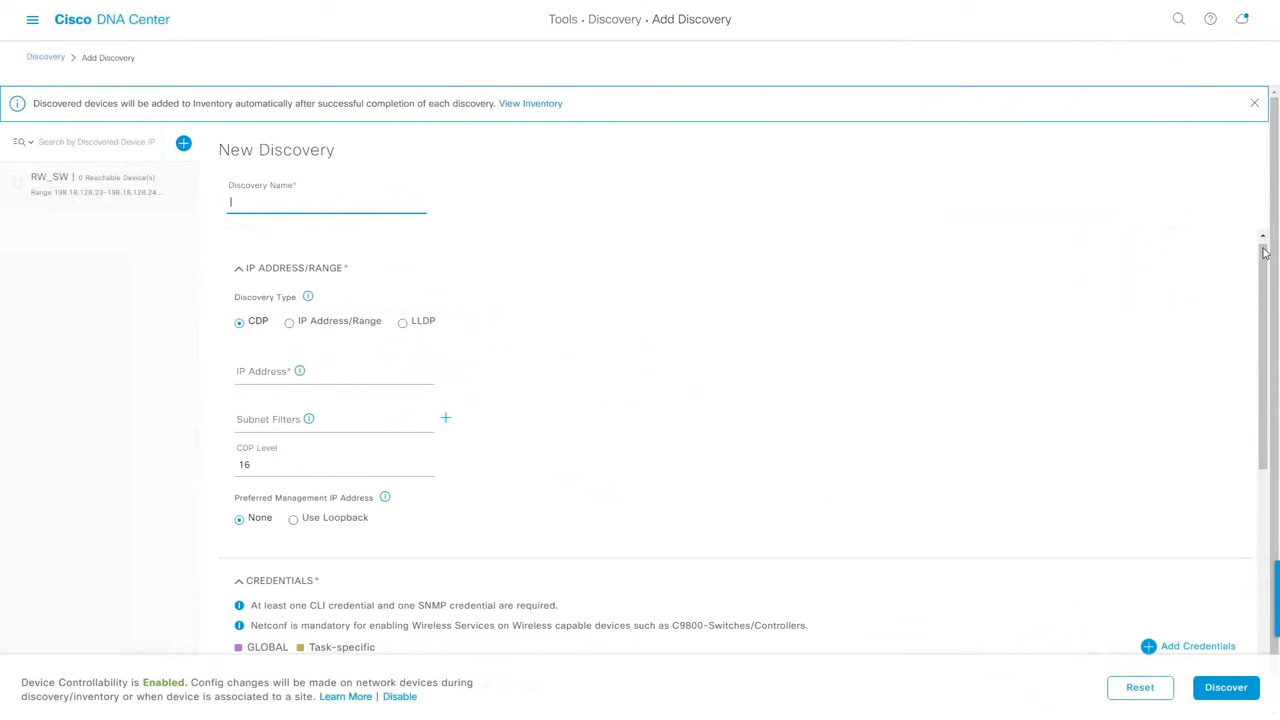 Cisco DNA Center
Tools · Discovery · Add Discovery
Discovery > Add Discovery
Discovered devices will be added to Inventory automatically after successful completion of each discovery. View Inventory
Search by Discovered Device IP
New Discovery
RW_SW | 0 Reachable Device(s)
Range 198.18.128.23-198.18.128.24 ..
Discovery Name*
IP ADDRESS/RANGE*
Discovery Type
CDP IP Address/Range LLDP
IP Address*
Subnet Filters
CDP Level
16
Preferred Management IP Address
None Use Loopback
CREDENTIALS*
At least one CLI credential and one SNMP credential are required.
Netconf is mandatory for enabling Wireless Services on Wireless capable devices such as C9800-Switches/Controllers.
GLOBAL Task-specific
Add Credentials
Device Controllability is Enabled. Config changes will be made on network devices during
discovery/inventory or when device is associated to a site. Learn More | Disable
Reset
Discover